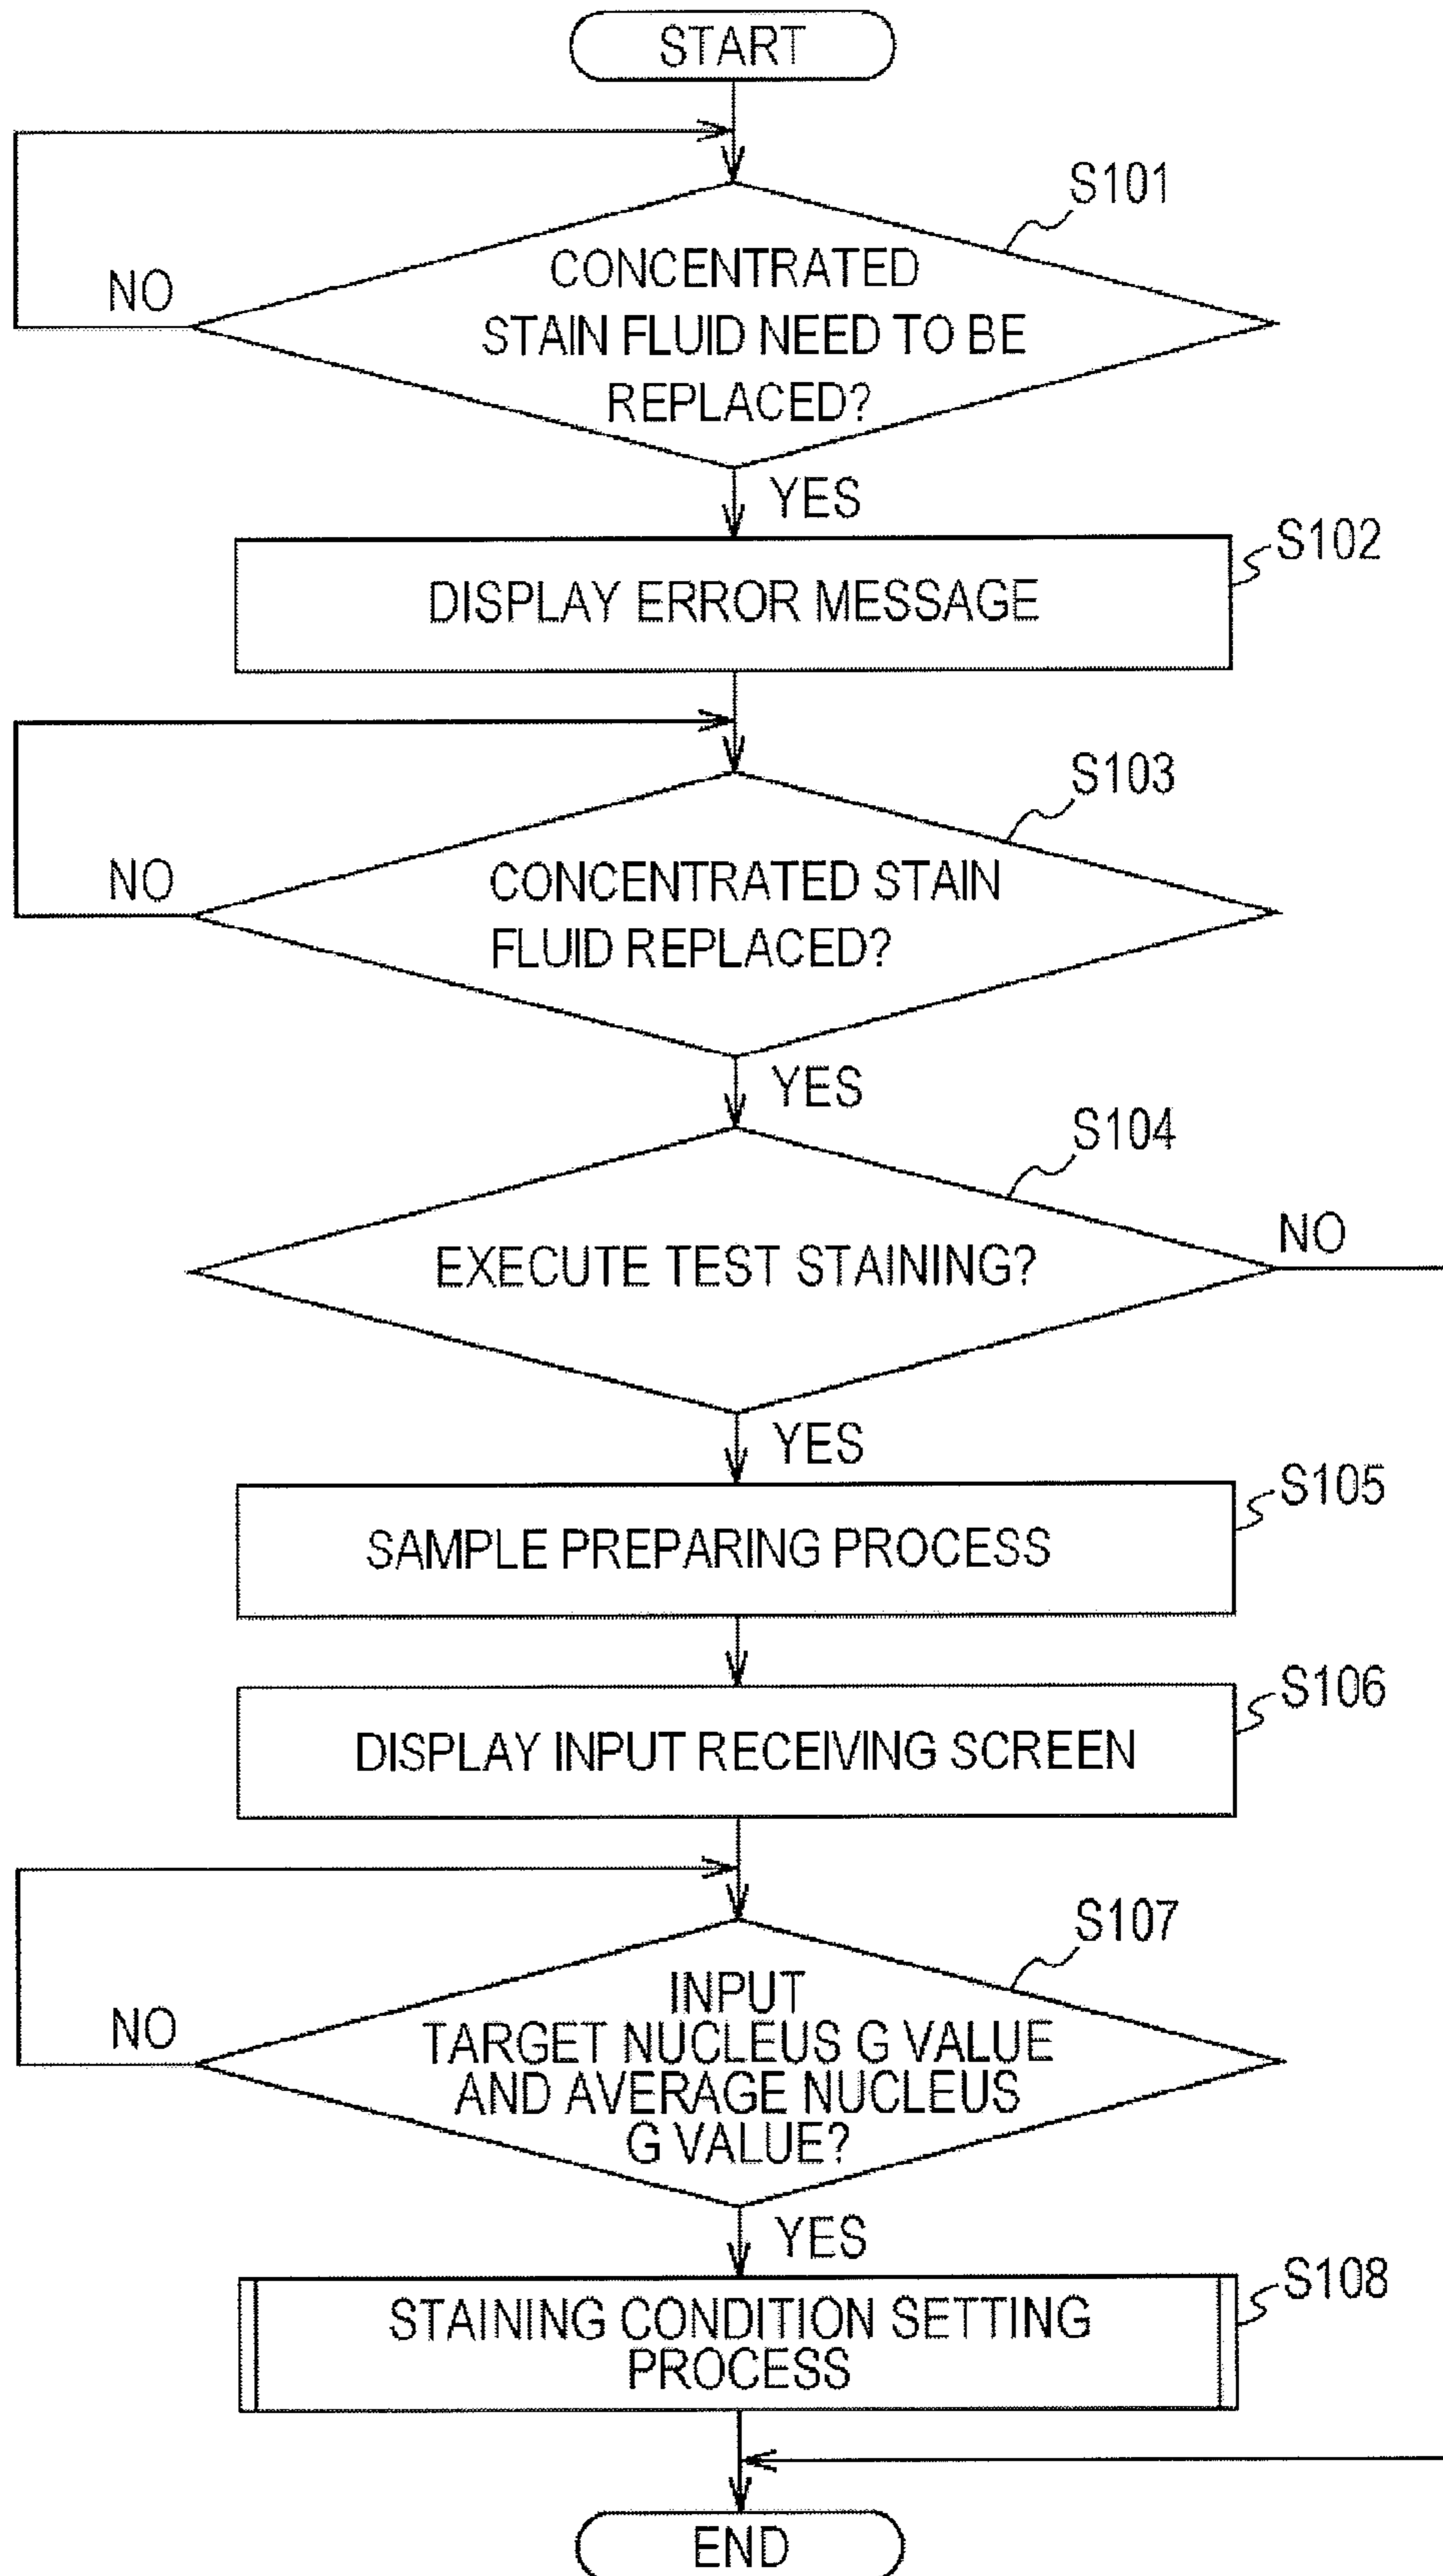 START
S101
CONCENTRATED
STAIN FLUID NEED TO BE
REPLACED?
NO
YES
S102
DISPLAY ERROR MESSAGE
S103
CONCENTRATED STAIN
FLUID REPLACED?
NO
YES
S104
EXECUTE TEST STAINING?
NO
YES
S105
SAMPLE PREPARING PROCESS
S106
DISPLAY INPUT RECEIVING SCREEN
S107
INPUT
TARGET NUCLEUS G VALUE
AND AVERAGE NUCLEUS
G VALUE?
NO
YES
S108
STAINING CONDITION SETTING
PROCESS
END